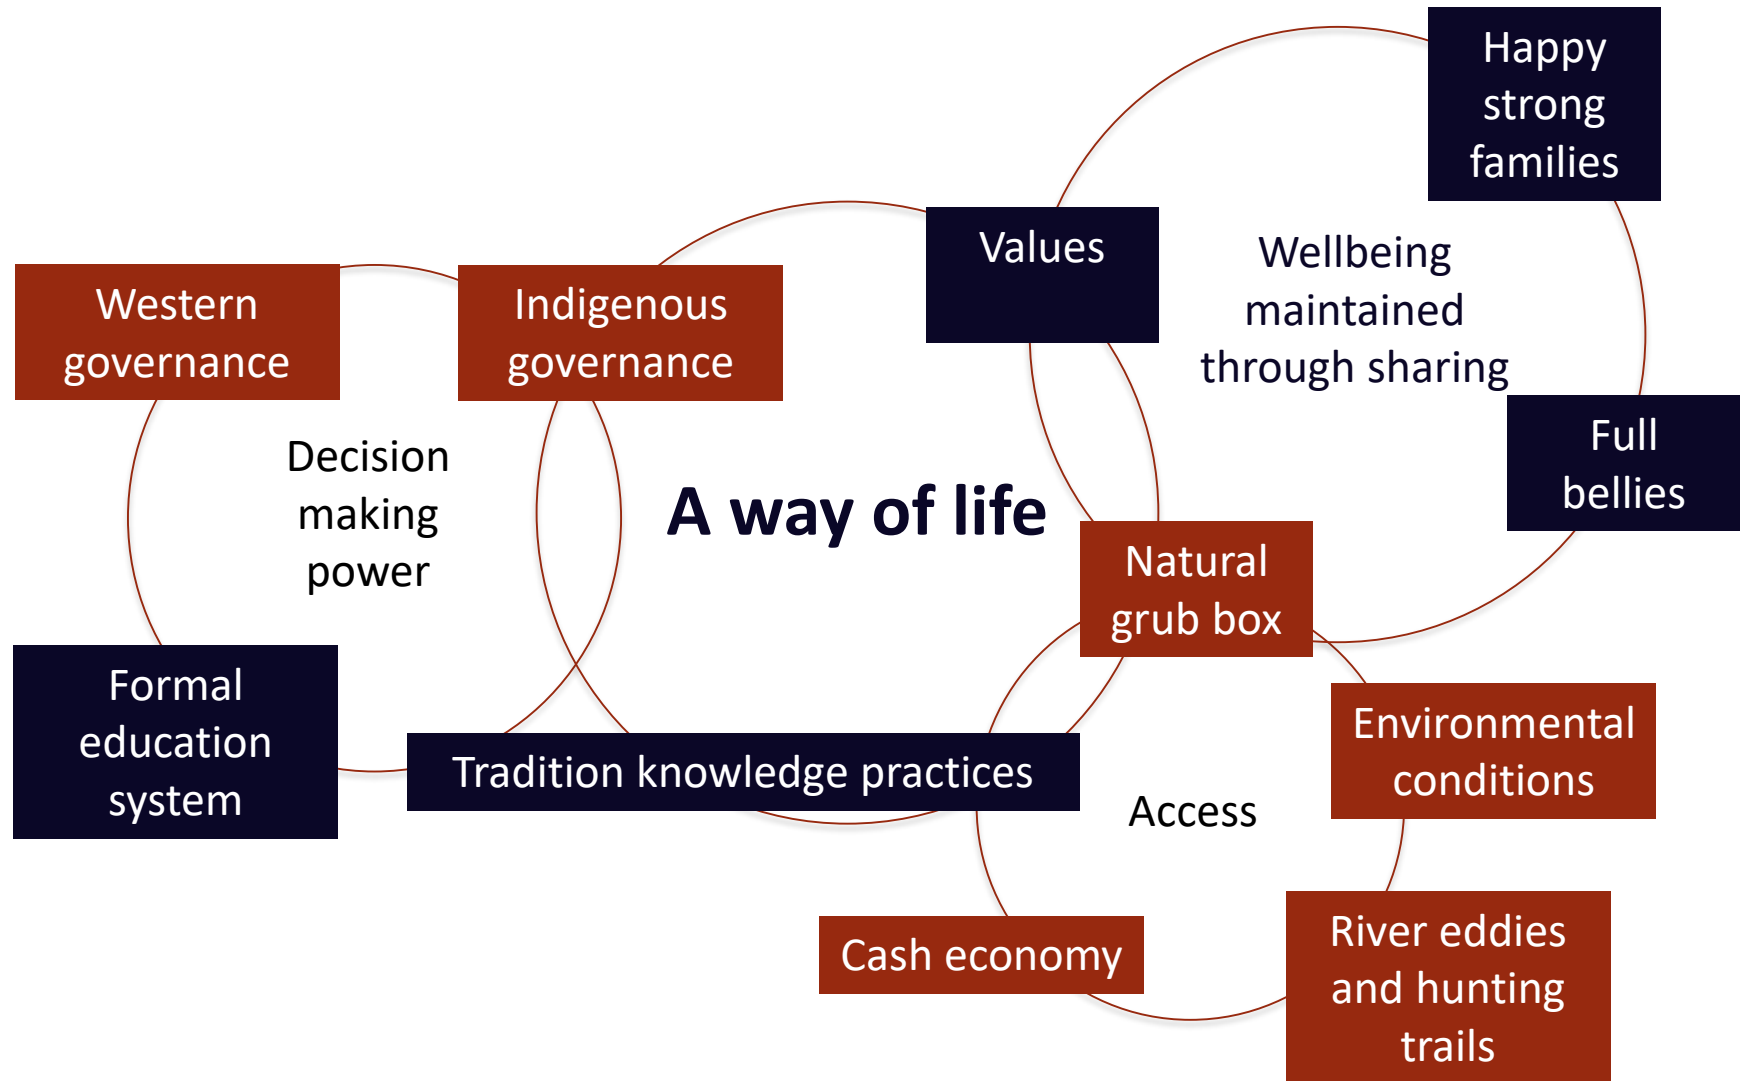 Happy
strong
families
Values
Wellbeing
maintained
through sharing
Western
governance
Indigenous
governance
Decision
making
power
A way of life
Full
bellies
Natural
grub box
Formal
education
system
Tradition knowledge practices
Environmental
conditions
Access
Cash economy
River eddies
and hunting
trails